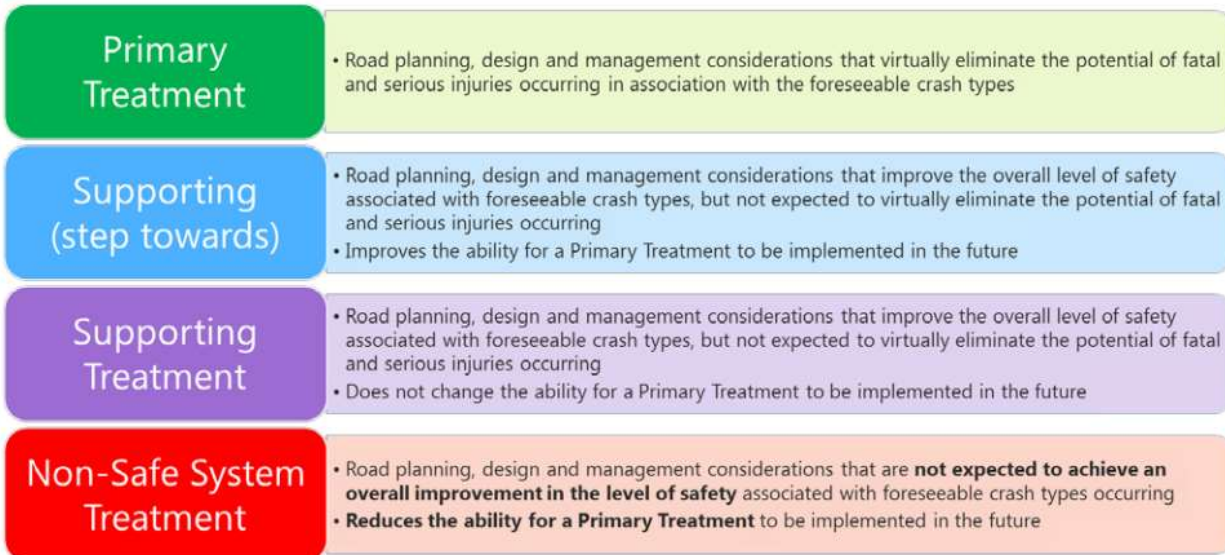 Primary
Treatment
• Road planning, design and management considerations that virtually eliminate the potential of fatal
and serious injuries occurring in association with the foreseeable crash types
Supporting
(step towards)
• Road planning, design and management considerations that improve the overall level of safety
associated with foreseeable crash types, but not expected to virtually eliminate the potential of fatal
and serious injuries occurring
• Improves the ability for a Primary Treatment to be implemented in the future
Supporting
Treatment
• Road planning, design and management considerations that improve the overall level of safety
associated with foreseeable crash types, but not expected to virtually eliminate the potential of fatal
and serious injuries occurring
• Does not change the ability for a Primary Treatment to be implemented in the future
Non-Safe System
Treatment
• Road planning, design and management considerations that are not expected to achieve an
overall improvement in the level of safety associated with foreseeable crash types occurring
• Reduces the ability for a Primary Treatment to be implemented in the future